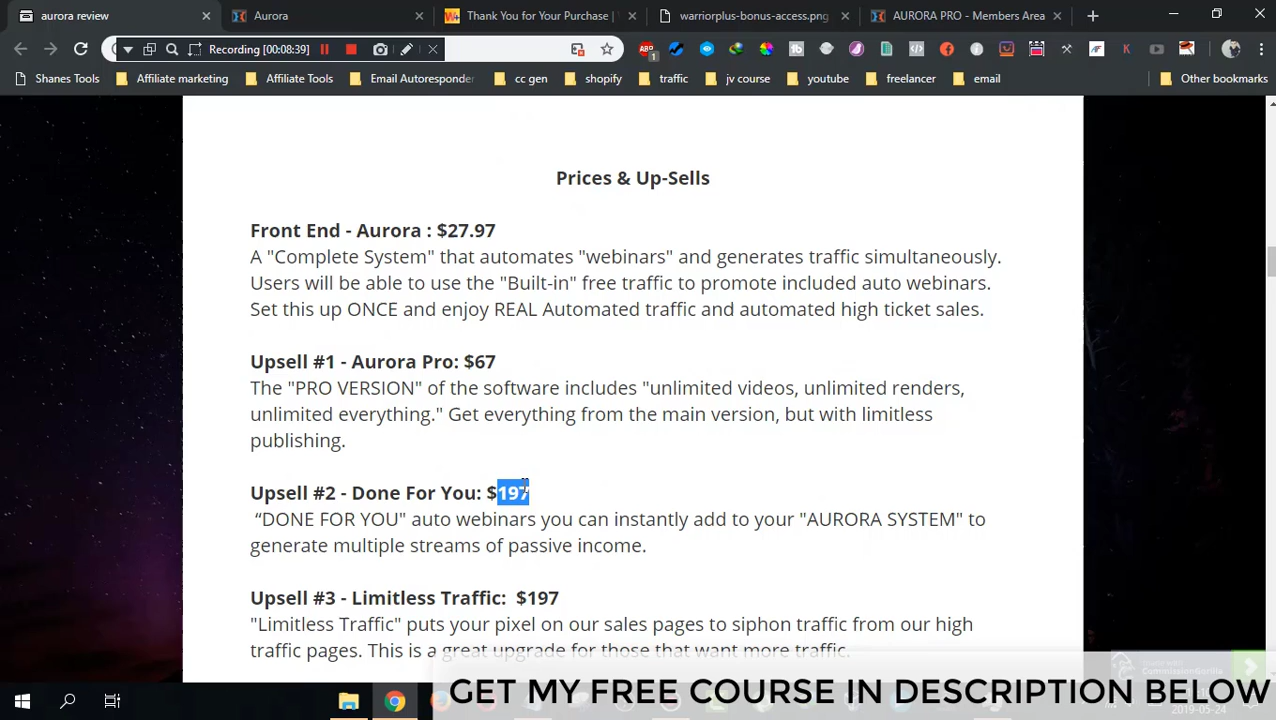 aurora review
Aurora
Thank You for Your Purchase |
warriorplus-bonus-access.png
AURORA PRO - Members Area
Recording [00:08:39]
Shanes Tools
Affiliate marketing
Affiliate Tools
Email Autoresponder
cc gen
shopify
traffic
jv course
youtube
freelancer
email
Other bookmarks
Prices & Up-Sells
Front End - Aurora : $27.97
A "Complete System" that automates "webinars" and generates traffic simultaneously.
Users will be able to use the "Built-in" free traffic to promote included auto webinars.
Set this up ONCE and enjoy REAL Automated traffic and automated high ticket sales.
Upsell #1 - Aurora Pro: $67
The "PRO VERSION" of the software includes "unlimited videos, unlimited renders,
unlimited everything." Get everything from the main version, but with limitless
publishing.
Upsell #2 - Done For You: $197
“DONE FOR YOU" auto webinars you can instantly add to your "AURORA SYSTEM" to
generate multiple streams of passive income.
Upsell #3 - Limitless Traffic: $197
"Limitless Traffic" puts your pixel on our sales pages to siphon traffic from our high
traffic pages. This is a great upgrade for those that want more traffic.
GET MY FREE COURSE IN DESCRIPTION BELOW
2019-05-24